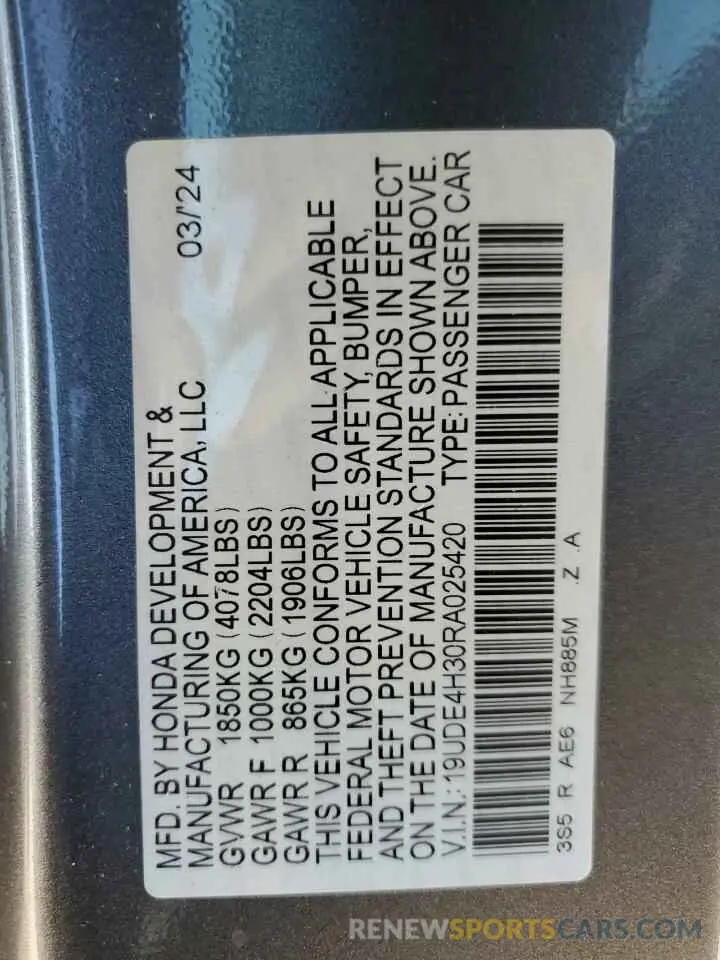 MFD. BY HONDA DEVELOPMENT &
MANUFACTURING OF AMERICA, LLC 03/'24
GVWR 1850KG (4078LBS)
GAWR F 1000KG (2204LBS)
GAWR R 865KG (1906LBS)
THIS VEHICLE CONFORMS TO ALL APPLICABLE
FEDERAL MOTOR VEHICLE SAFETY, BUMPER,
AND THEFT PREVENTION STANDARDS IN EFFECT
ON THE DATE OF MANUFACTURE SHOWN ABOVE.
V.I.N.: 19UDE4H30RA025420 TYPE: PASSENGER CAR
3S5 R AE6 NH885M .Z .A
RENEWSPORTSCARS.COM